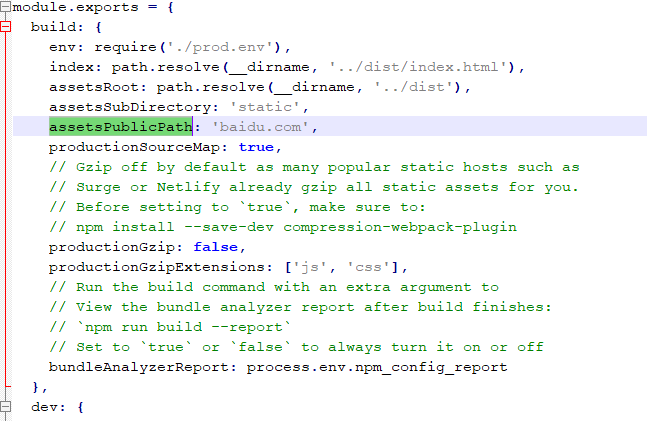 module.exports = {
build: {
env: require('./prod.env'),
index: path.resolve(__dirname, '../dist/index.html'),
assetsRoot: path.resolve(__dirname, '../dist'),
assetsSubDirectory: 'static',
assetsPublicPath: 'baidu.com',
productionSourceMap: true,
// Gzip off by default as many popular static hosts such as
// Surge or Netlify already gzip all static assets for you.
// Before setting to `true`, make sure to:
// npm install --save-dev compression-webpack-plugin
productionGzip: false,
productionGzipExtensions: ['js', 'css'],
// Run the build command with an extra argument to
// View the bundle analyzer report after build finishes:
// `npm run build --report`
// Set to `true` or `false` to always turn it on or off
bundleAnalyzerReport: process.env.npm_config_report
},
dev: {